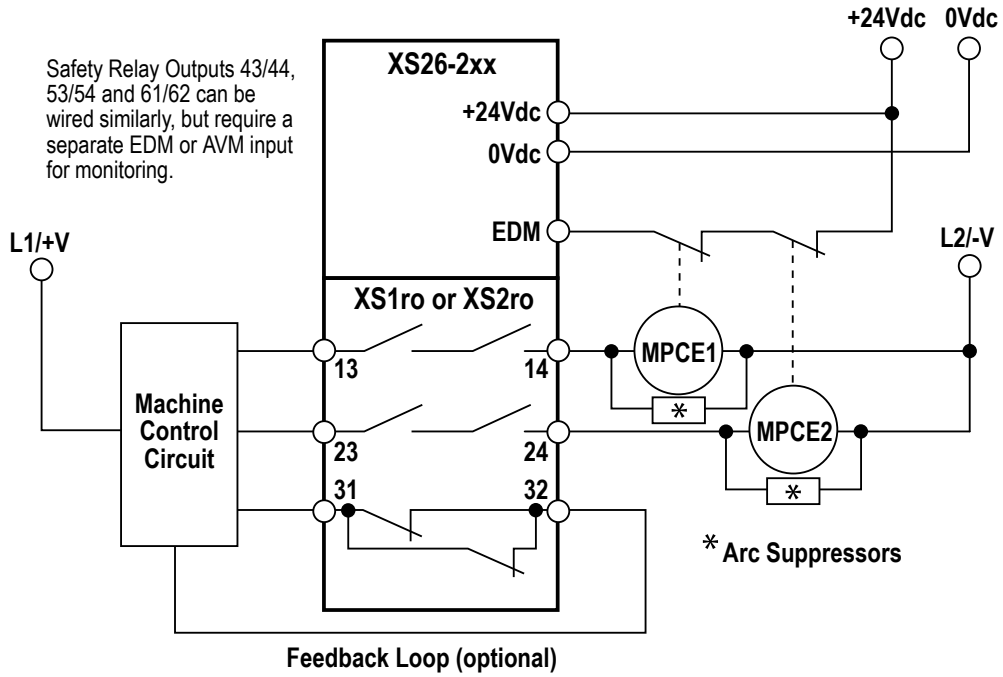 +24Vdc 0Vdc
Safety Relay Outputs 43/44,
53/54 and 61/62 can be
wired similarly, but require a
separate EDM or AVM input
for monitoring.
XS26-2xx
+24Vdc
0Vdc
EDM
L1/+V
L2/-V
XS1ro or XS2ro
13 14
MPCE1
*
Machine
Control
Circuit
23 24
MPCE2
*
31 32
* Arc Suppressors
Feedback Loop (optional)